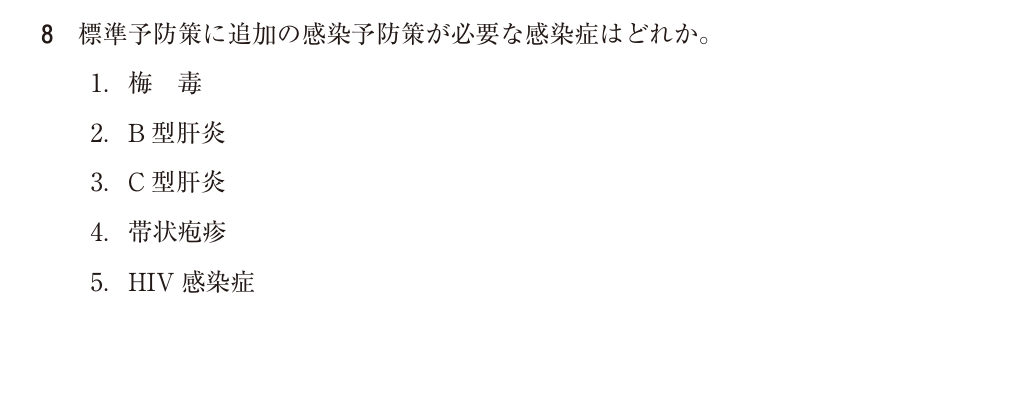 8 標準予防策に追加の感染予防策が必要な感染症はどれか。
1. 梅　毒
2. B 型肝炎
3. C 型肝炎
4. 帯状疱疹
5. HIV 感染症